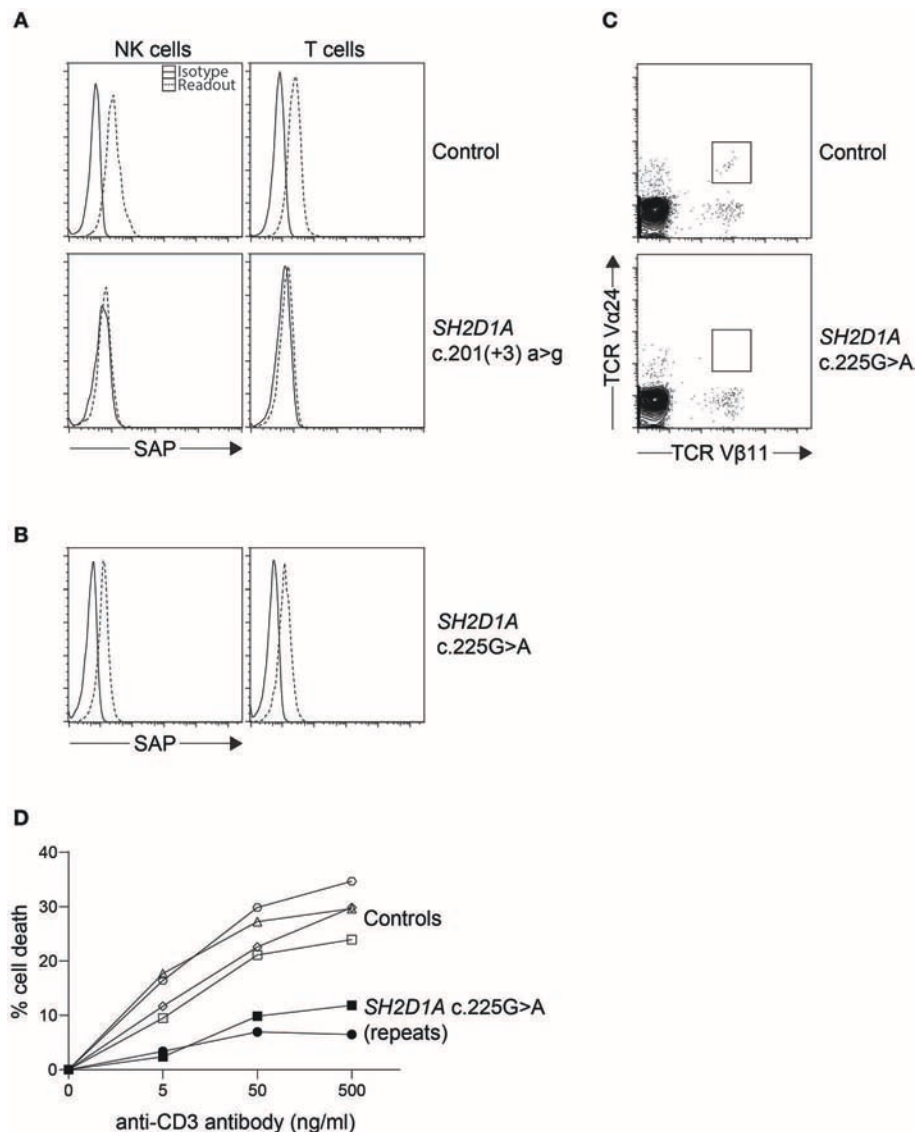 A
NK cells
T cells
Isotype
Readout
Control
SH2D1A
c.201(+3) a>g
SAP
C
Control
TCR Vα24
SH2D1A
c.225G>A
TCR Vβ11
B
SH2D1A
c.225G>A
SAP
D
% cell death
40
30
20
10
0
Controls
SH2D1A c.225G>A
(repeats)
0 5 50 500
anti-CD3 antibody (ng/ml)